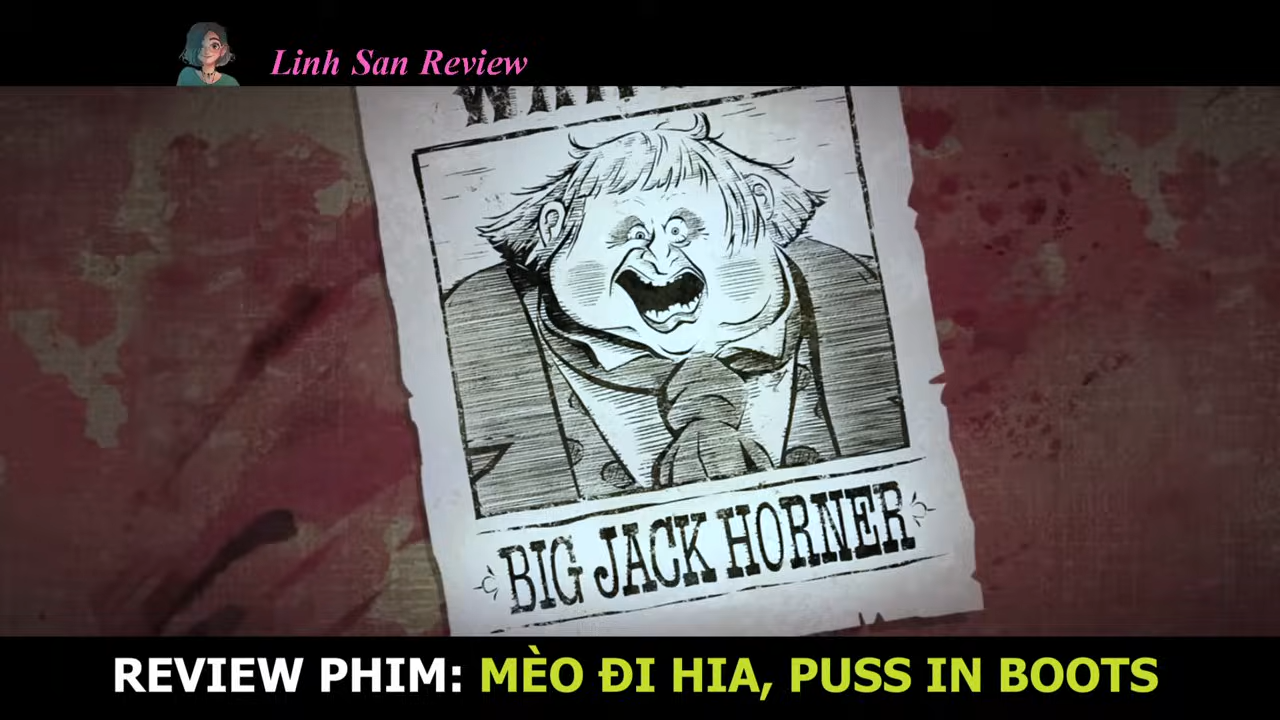 Linh San Review
BIG JACK HORNER
REVIEW PHIM: MÈO ĐI HIA, PUSS IN BOOTS